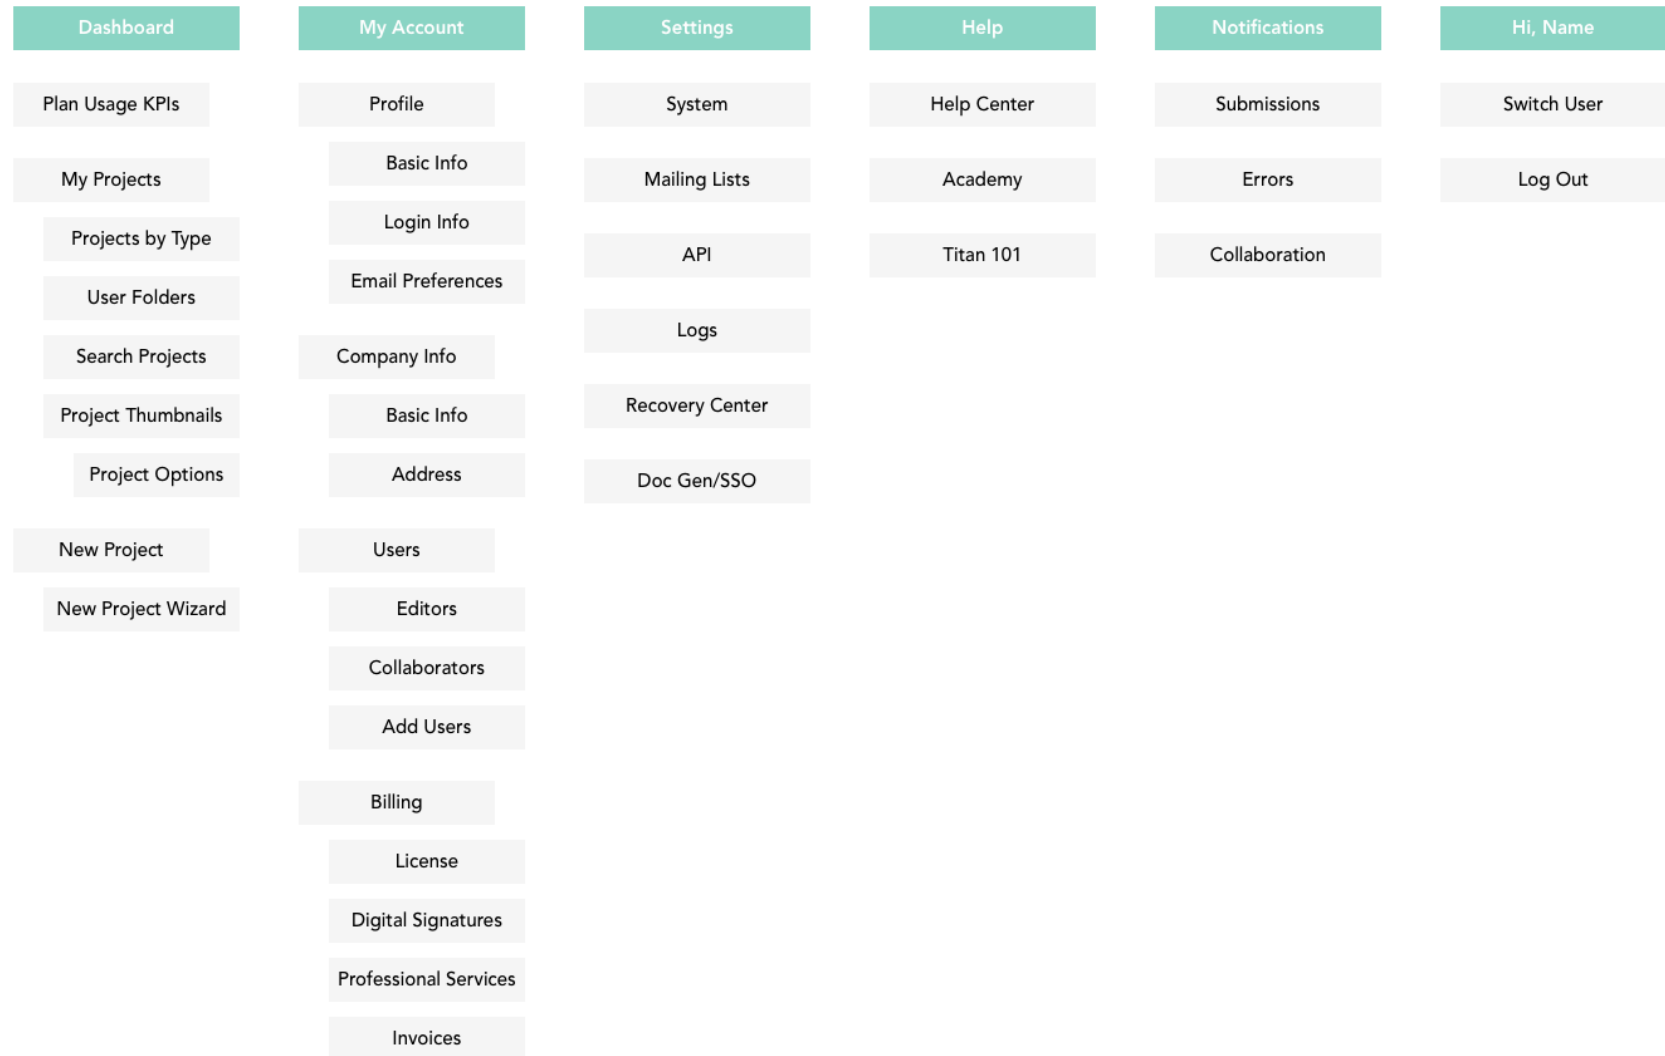 Dashboard
Plan Usage KPIs
My Projects
Projects by Type
User Folders
Search Projects
Project Thumbnails
Project Options
New Project
New Project Wizard
My Account
Profile
Basic Info
Login Info
Email Preferences
Company Info
Basic Info
Address
Users
Editors
Collaborators
Add Users
Billing
License
Digital Signatures
Professional Services
Invoices
Settings
System
Mailing Lists
API
Logs
Recovery Center
Doc Gen/SSO
Help
Help Center
Academy
Titan 101
Notifications
Submissions
Errors
Collaboration
Hi, Name
Switch User
Log Out